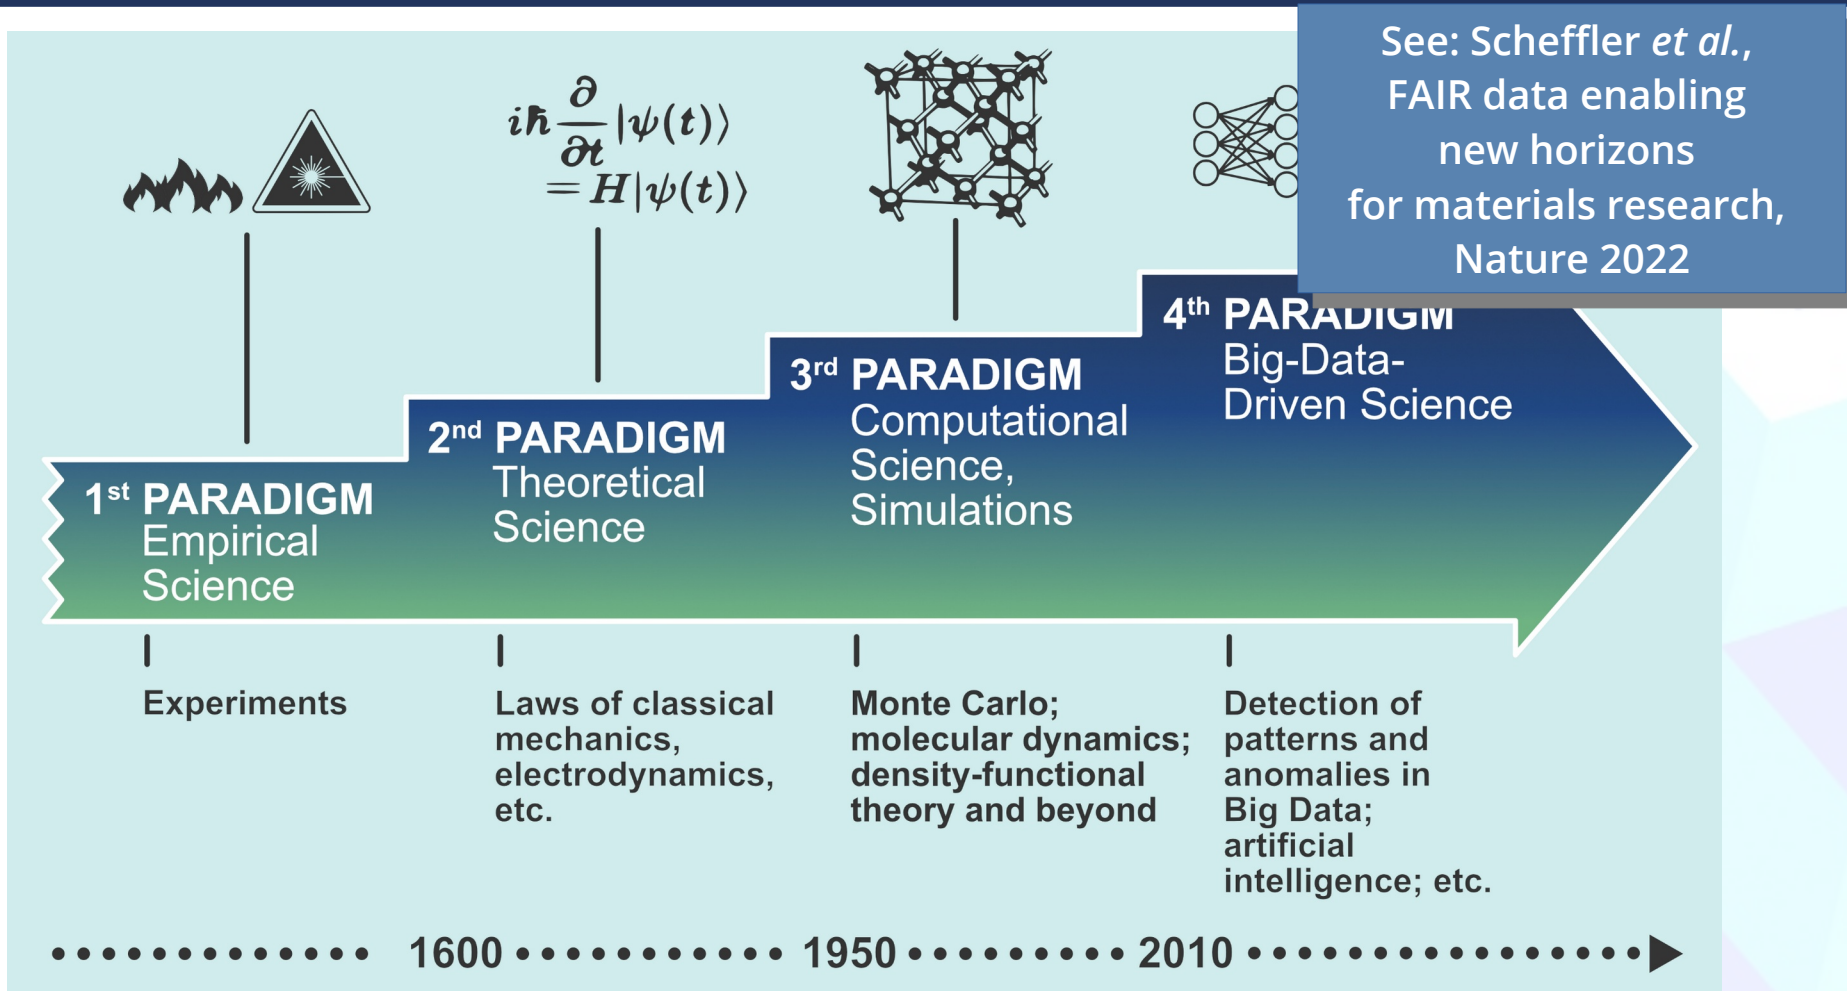 See: Scheffler et al.,
FAIR data enabling
new horizons
for materials research,
Nature 2022
iħ ∂/∂t |ψ(t)⟩
= H|ψ(t)⟩
1st PARADIGM
Empirical
Science
2nd PARADIGM
Theoretical
Science
3rd PARADIGM
Computational
Science,
Simulations
4th PARADIGM
Big-Data-
Driven Science
Experiments
Laws of classical
mechanics,
electrodynamics,
etc.
Monte Carlo;
molecular dynamics;
density-functional
theory and beyond
Detection of
patterns and
anomalies in
Big Data;
artificial
intelligence; etc.
1600
1950
2010